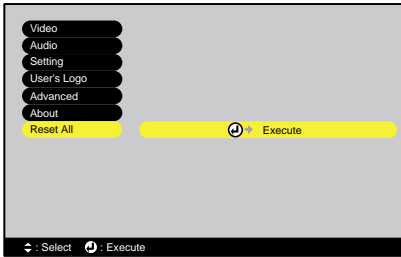 Video
Audio
Setting
User's Logo
Advanced
About
Reset All Execute
: Select : Execute